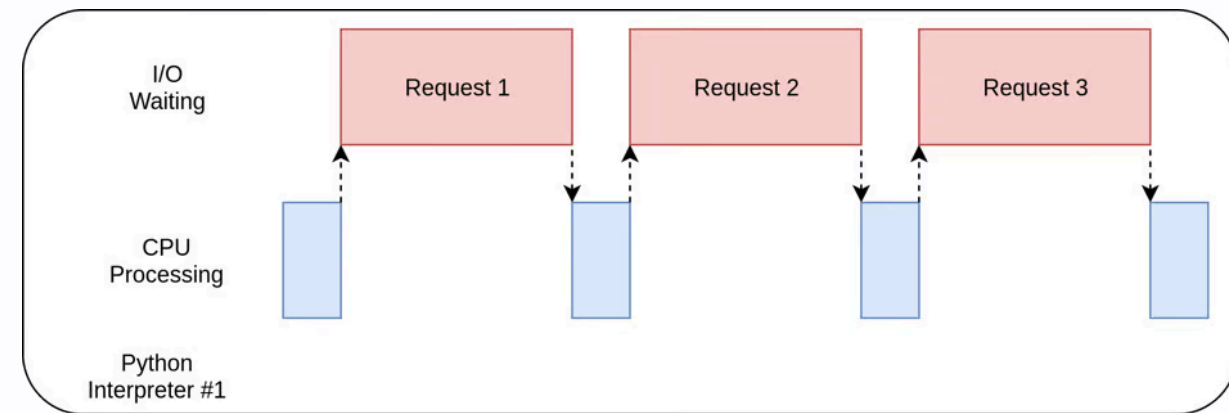 I/O
Waiting
Request 1
Request 2
Request 3
CPU
Processing
Python
Interpreter #1